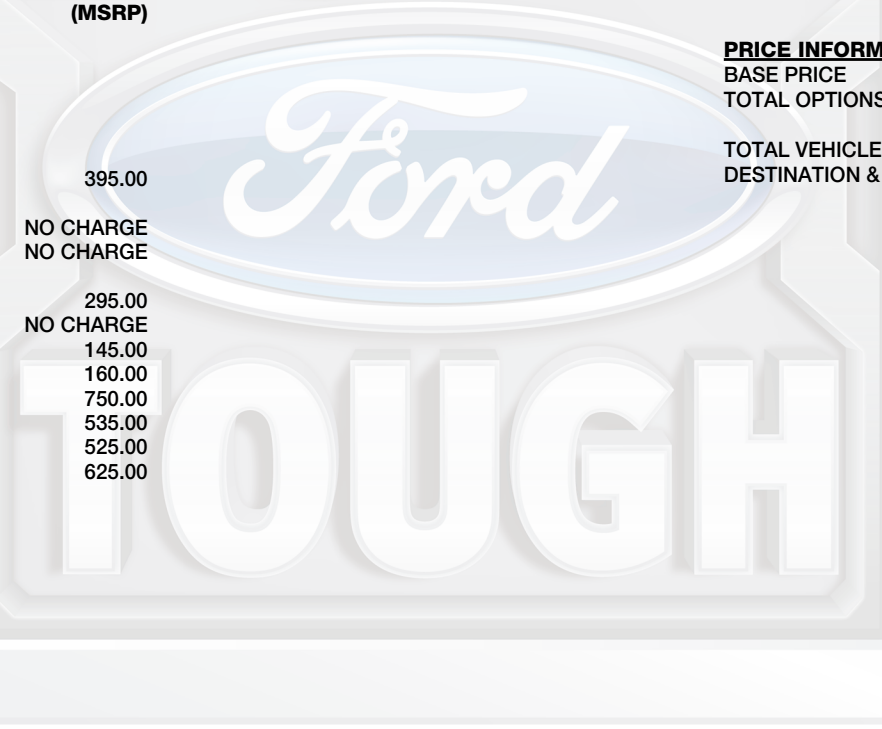 (MSRP)
395.00
NO CHARGE
NO CHARGE
295.00
NO CHARGE
145.00
160.00
750.00
535.00
525.00
625.00
PRICE INFORM
BASE PRICE
TOTAL OPTIONS
TOTAL VEHICLE
DESTINATION &
Ford
TOUGH